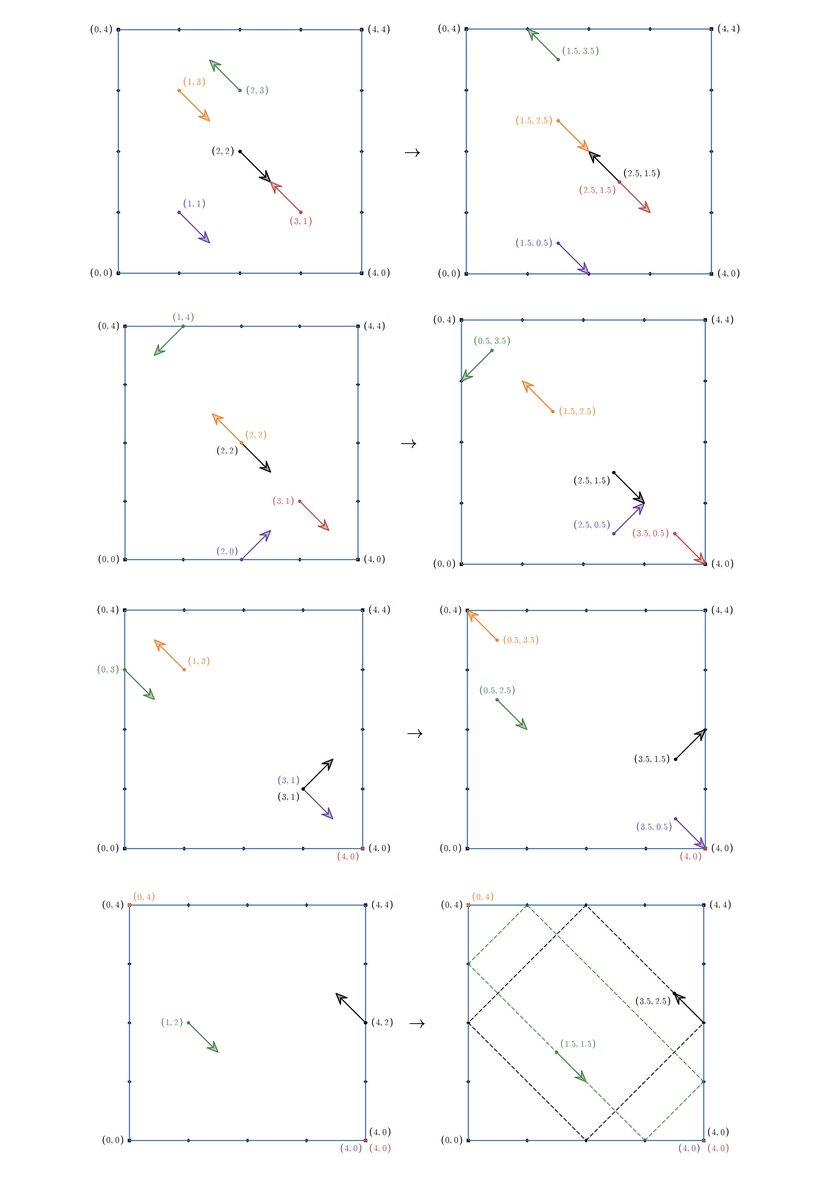 (0, 4) (4, 4) (0, 4) (4, 4)
(1.5, 3.5)
(1, 3) (2, 3)
(1.5, 2.5)
(2, 2) → (2.5, 1.5)
(2.5, 1.5)
(1, 1) (3, 1)
(1.5, 0.5)
(0, 0) (4, 0) (0, 0) (4, 0)
(1, 4)
(0, 4) (4, 4) (0, 4) (4, 4)
(0.5, 3.5)
(1.5, 2.5)
(2, 2)
(2, 2) →
(2.5, 1.5)
(3, 1)
(2.5, 0.5) (3.5, 0.5)
(2, 0)
(0, 0) (4, 0) (0, 0) (4, 0)
(0, 4) (4, 4) (0, 4) (4, 4)
(0.5, 3.5)
(1, 3)
(0, 3)
(0.5, 2.5)
→
(3.5, 1.5)
(3, 1)
(3, 1)
(3.5, 0.5)
(0, 0) (4, 0) (0, 0) (4, 0)
(4, 0) (4, 0)
(0, 4) (0, 4)
(0, 4) (4, 4) (0, 4) (4, 4)
(3.5, 2.5)
(1, 2) (4, 2) →
(1.5, 1.5)
(4, 0) (4, 0)
(0, 0) (0, 0)
(4, 0) (4, 0) (4, 0) (4, 0)